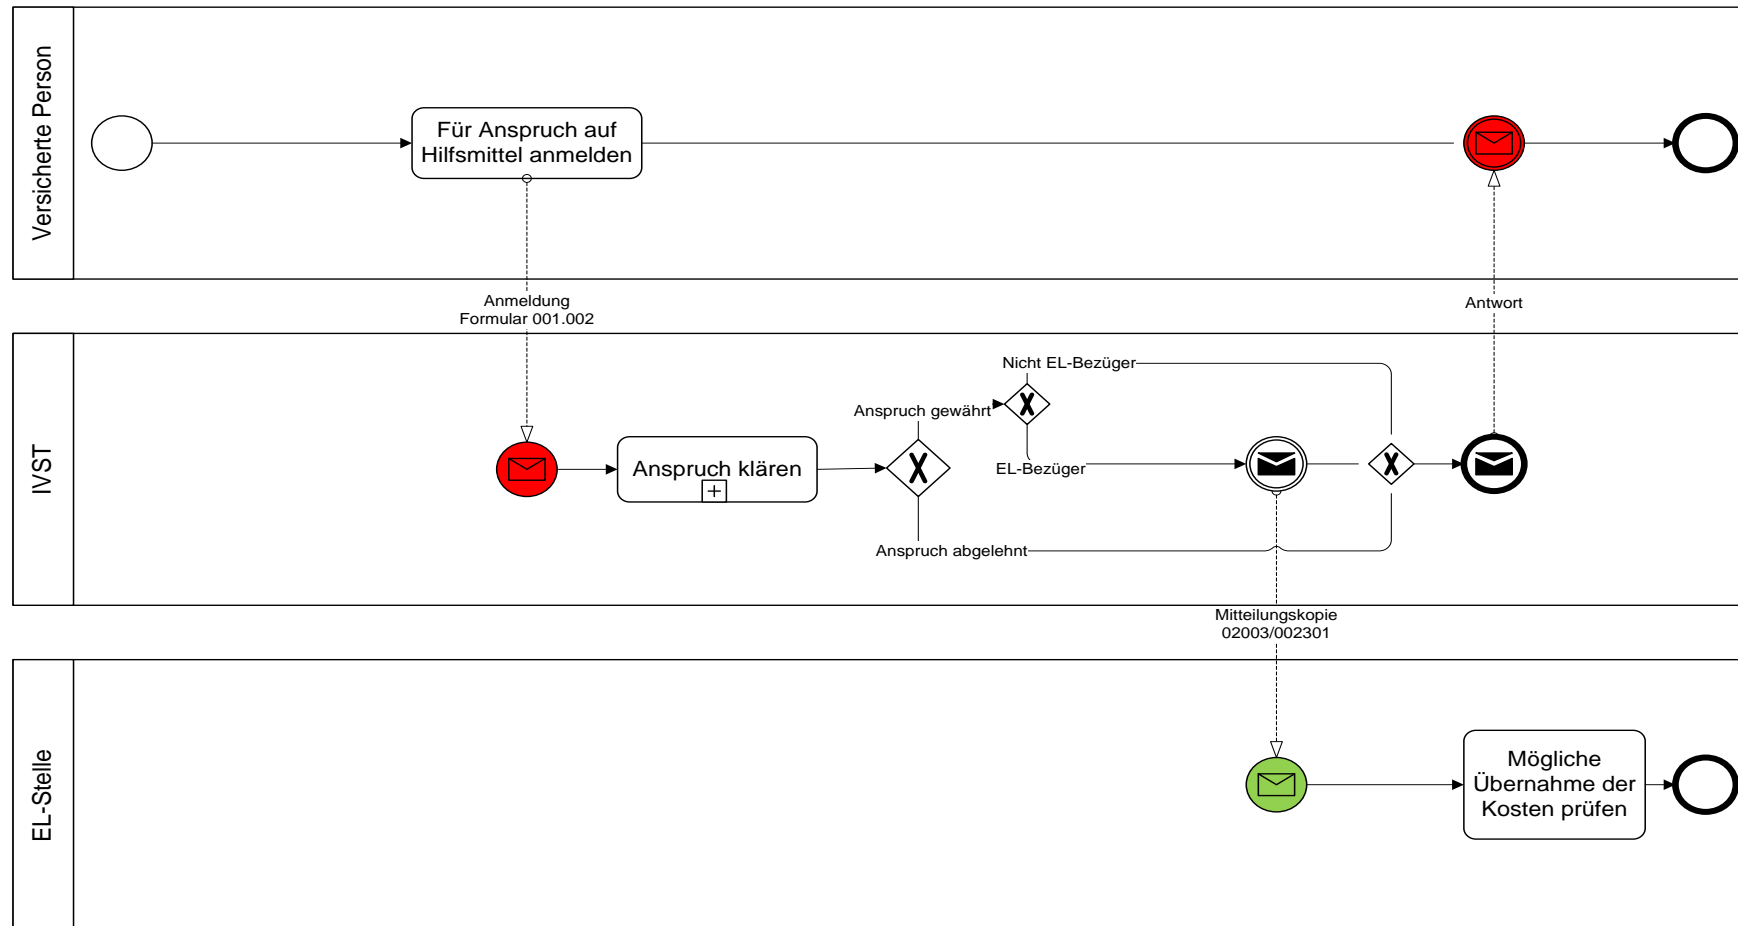 Versicherte Person
Für Anspruch auf
Hilfsmittel anmelden
Anmeldung
Formular 001.002
Antwort
IVST
Anspruch klären
Anspruch gewährt
Nicht EL-Bezüger
EL-Bezüger
Anspruch abgelehnt
Mitteilungskopie
02003/002301
EL-Stelle
Mögliche
Übernahme der
Kosten prüfen